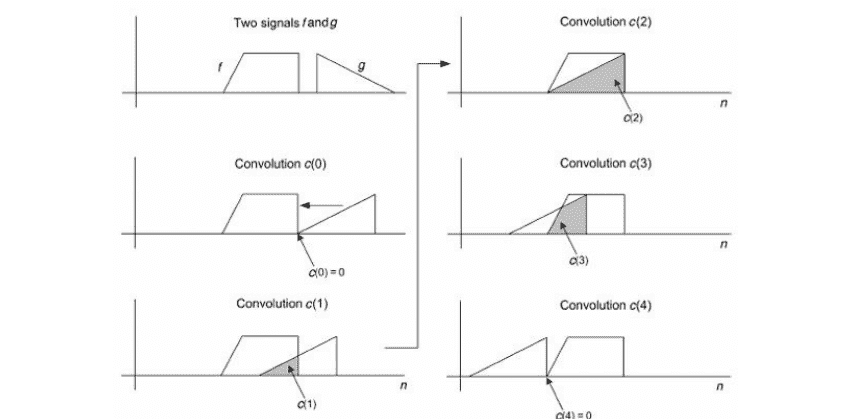 Two signals f and g
f
g
Convolution c(0)
c(0) = 0
Convolution c(1)
n
c(1)
Convolution c(2)
n
c(2)
Convolution c(3)
n
c(3)
Convolution c(4)
n
c(4) = 0